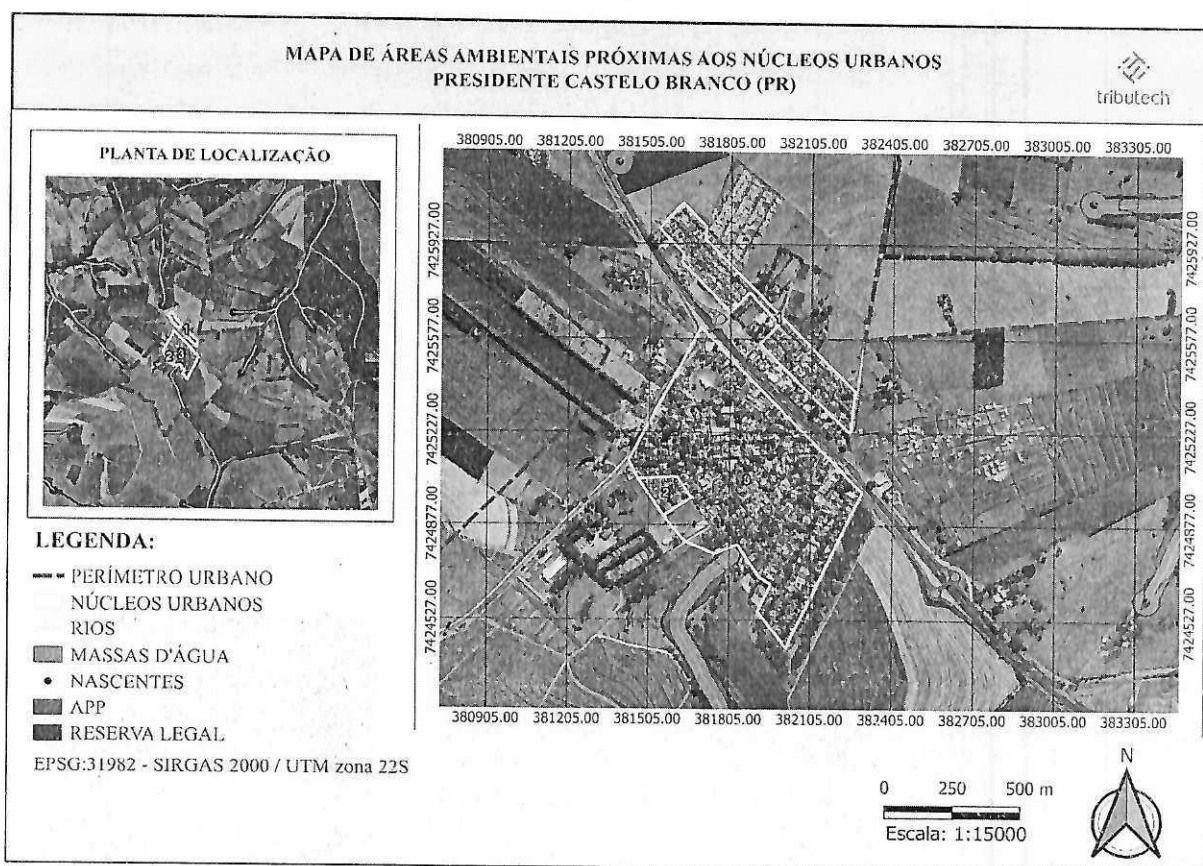 MAPA DE ÁREAS AMBIENTAIS PRÓXIMAS AOS NÚCLEOS URBANOS
PRESIDENTE CASTELO BRANCO (PR)
tributech
PLANTA DE LOCALIZAÇÃO
LEGENDA:
PERÍMETRO URBANO
NÚCLEOS URBANOS
RIOS
MASSAS D'ÁGUA
NASCENTES
APP
RESERVA LEGAL
EPSG:31982 - SIRGAS 2000 / UTM zona 22S
380905.00 381205.00 381505.00 381805.00 382105.00 382405.00 382705.00 383005.00 383305.00
7425927.00
7425577.00
7425227.00
7424877.00
7424527.00
7425927.00
7425577.00
7425227.00
7424877.00
7424527.00
380905.00 381205.00 381505.00 381805.00 382105.00 382405.00 382705.00 383005.00 383305.00
0 250 500 m
Escala: 1:15000
N